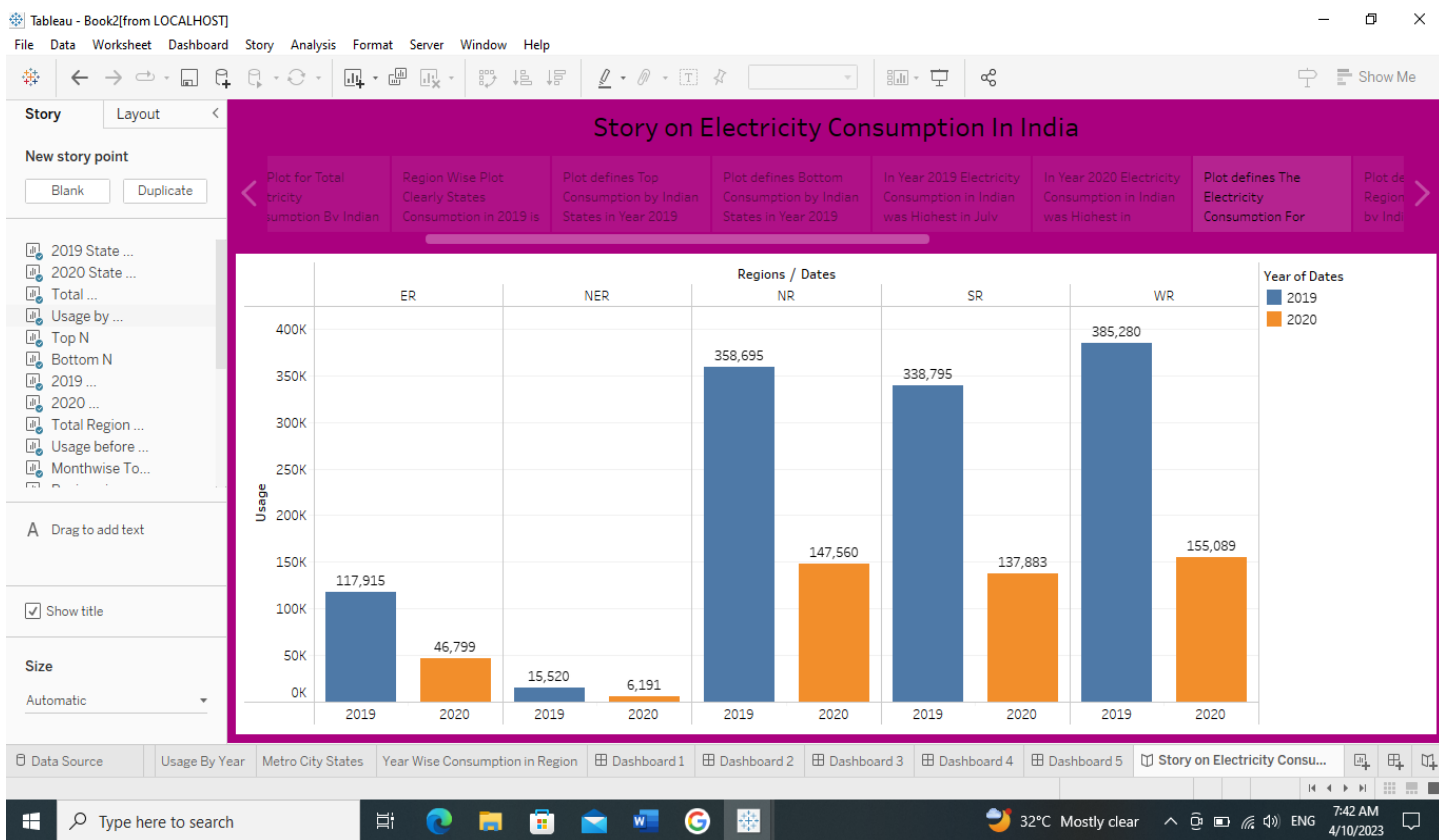 Tableau - Book2[from LOCALHOST]
File Data Worksheet Dashboard Story Analysis Format Server Window Help
Show Me
Story Layout
New story point
Blank Duplicate
2019 State ...
2020 State ...
Total ...
Usage by ...
Top N
Bottom N
2019 ...
2020 ...
Total Region ...
Usage before ...
Monthwise To...
A Drag to add text
Show title
Size
Automatic
Story on Electricity Consumption In India
Plot for Total
tricity
sumption By Indian
Region Wise Plot
Clearly States
Consumption in 2019 is
Plot defines Top
Consumption by Indian
States in Year 2019
Plot defines Bottom
Consumption by Indian
States in Year 2019
In Year 2019 Electricity
Consumption in Indian
was Highest in July
In Year 2020 Electricity
Consumption in Indian
was Highest in
Plot defines The
Electricity
Consumption For
Plot de
Region
by Indi
Regions / Dates
ER NER NR SR WR
Usage
400K
350K
300K
250K
200K
150K
100K
50K
0K
117,915
46,799
15,520
6,191
358,695
147,560
338,795
137,883
385,280
155,089
2019 2020 2019 2020 2019 2020 2019 2020 2019 2020
Year of Dates
2019
2020
Data Source Usage By Year Metro City States Year Wise Consumption in Region Dashboard 1 Dashboard 2 Dashboard 3 Dashboard 4 Dashboard 5 Story on Electricity Consu...
Type here to search
32°C Mostly clear
ENG
7:42 AM
4/10/2023